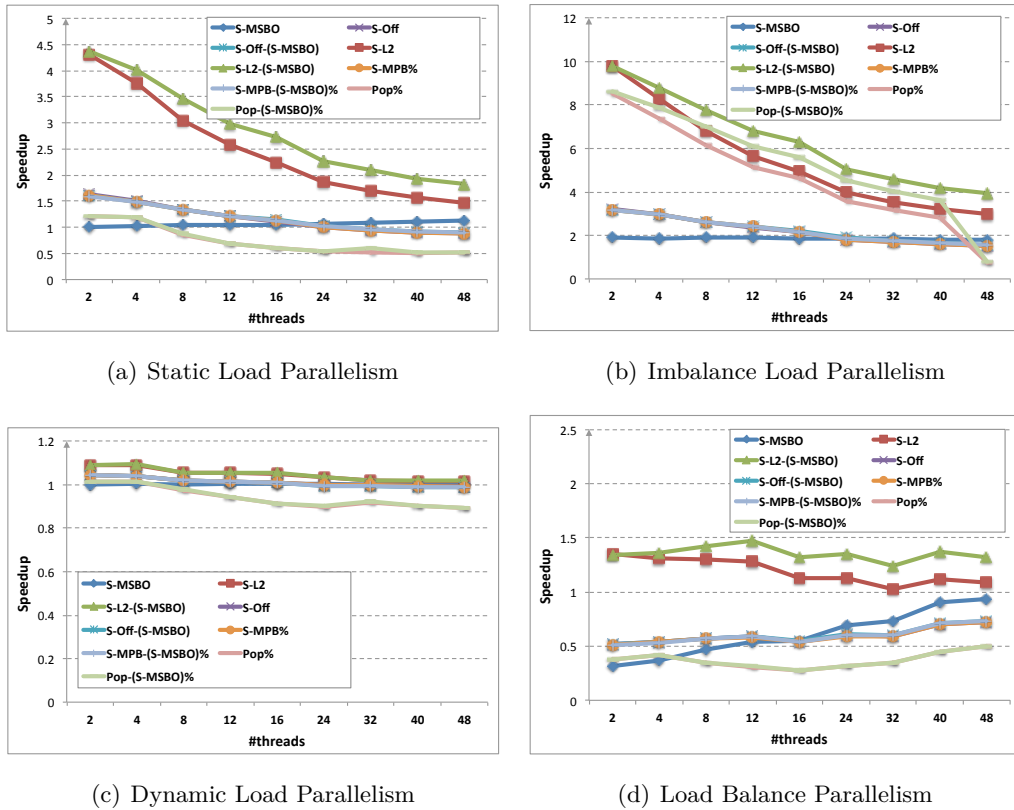 5
4.5
4
3.5
3
2.5
2
1.5
1
0.5
0
Speedup
S-MSBO
S-Off
S-Off-(S-MSBO)
S-L2
S-L2-(S-MSBO)
S-MPB%
S-MPB-(S-MSBO)%
Pop%
Pop-(S-MSBO)%
2 4 8 12 16 24 32 40 48
#threads
(a) Static Load Parallelism
12
10
8
6
4
2
0
Speedup
S-MSBO
S-Off
S-Off-(S-MSBO)
S-L2
S-L2-(S-MSBO)
S-MPB%
S-MPB-(S-MSBO)%
Pop%
Pop-(S-MSBO)%
2 4 8 12 16 24 32 40 48
#threads
(b) Imbalance Load Parallelism
1.2
1
0.8
0.6
0.4
0.2
0
Speedup
S-MSBO
S-L2
S-L2-(S-MSBO)
S-Off
S-Off-(S-MSBO)
S-MPB%
S-MPB-(S-MSBO)%
Pop%
Pop-(S-MSBO)%
2 4 8 12 16 24 32 40 48
#threads
(c) Dynamic Load Parallelism
2.5
2
1.5
1
0.5
0
Speedup
S-MSBO
S-L2
S-L2-(S-MSBO)
S-Off
S-Off-(S-MSBO)
S-MPB%
S-MPB-(S-MSBO)%
Pop%
Pop-(S-MSBO)%
2 4 8 12 16 24 32 40 48
#threads
(d) Load Balance Parallelism